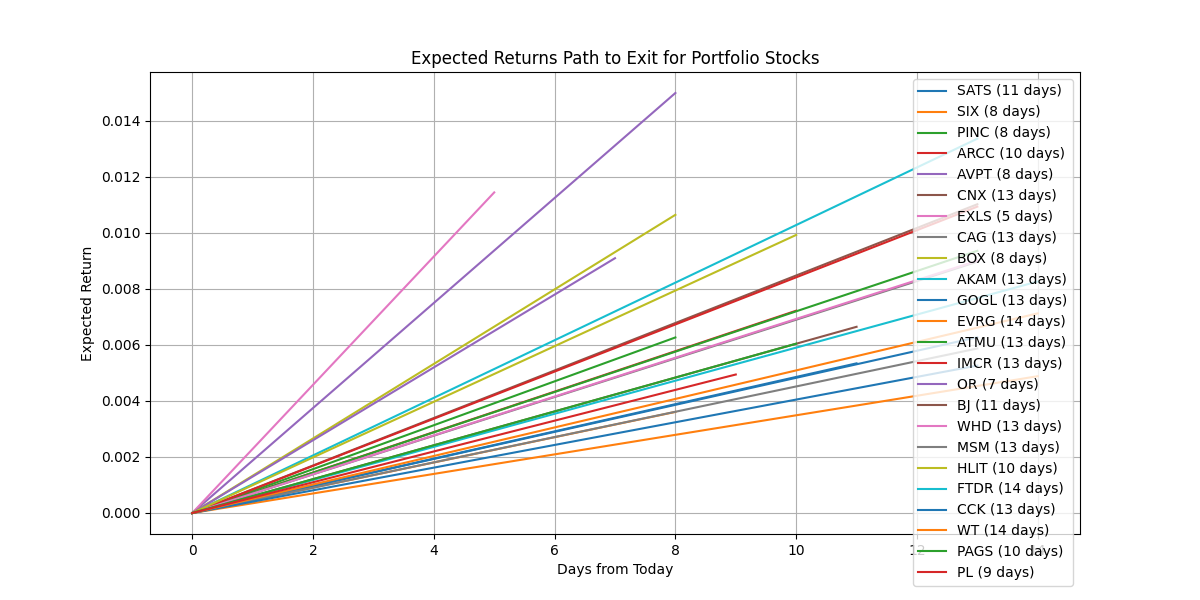 Expected Returns Path to Exit for Portfolio Stocks
Expected Return
0.014
0.012
0.010
0.008
0.006
0.004
0.002
0.000
SATS (11 days)
SIX (8 days)
PINC (8 days)
ARCC (10 days)
AVPT (8 days)
CNX (13 days)
EXLS (5 days)
CAG (13 days)
BOX (8 days)
AKAM (13 days)
GOGL (13 days)
EVRG (14 days)
ATMU (13 days)
IMCR (13 days)
OR (7 days)
BJ (11 days)
WHD (13 days)
MSM (13 days)
HLIT (10 days)
FTDR (14 days)
CCK (13 days)
WT (14 days)
PAGS (10 days)
PL (9 days)
0 2 4 6 8 10 12 14
Days from Today